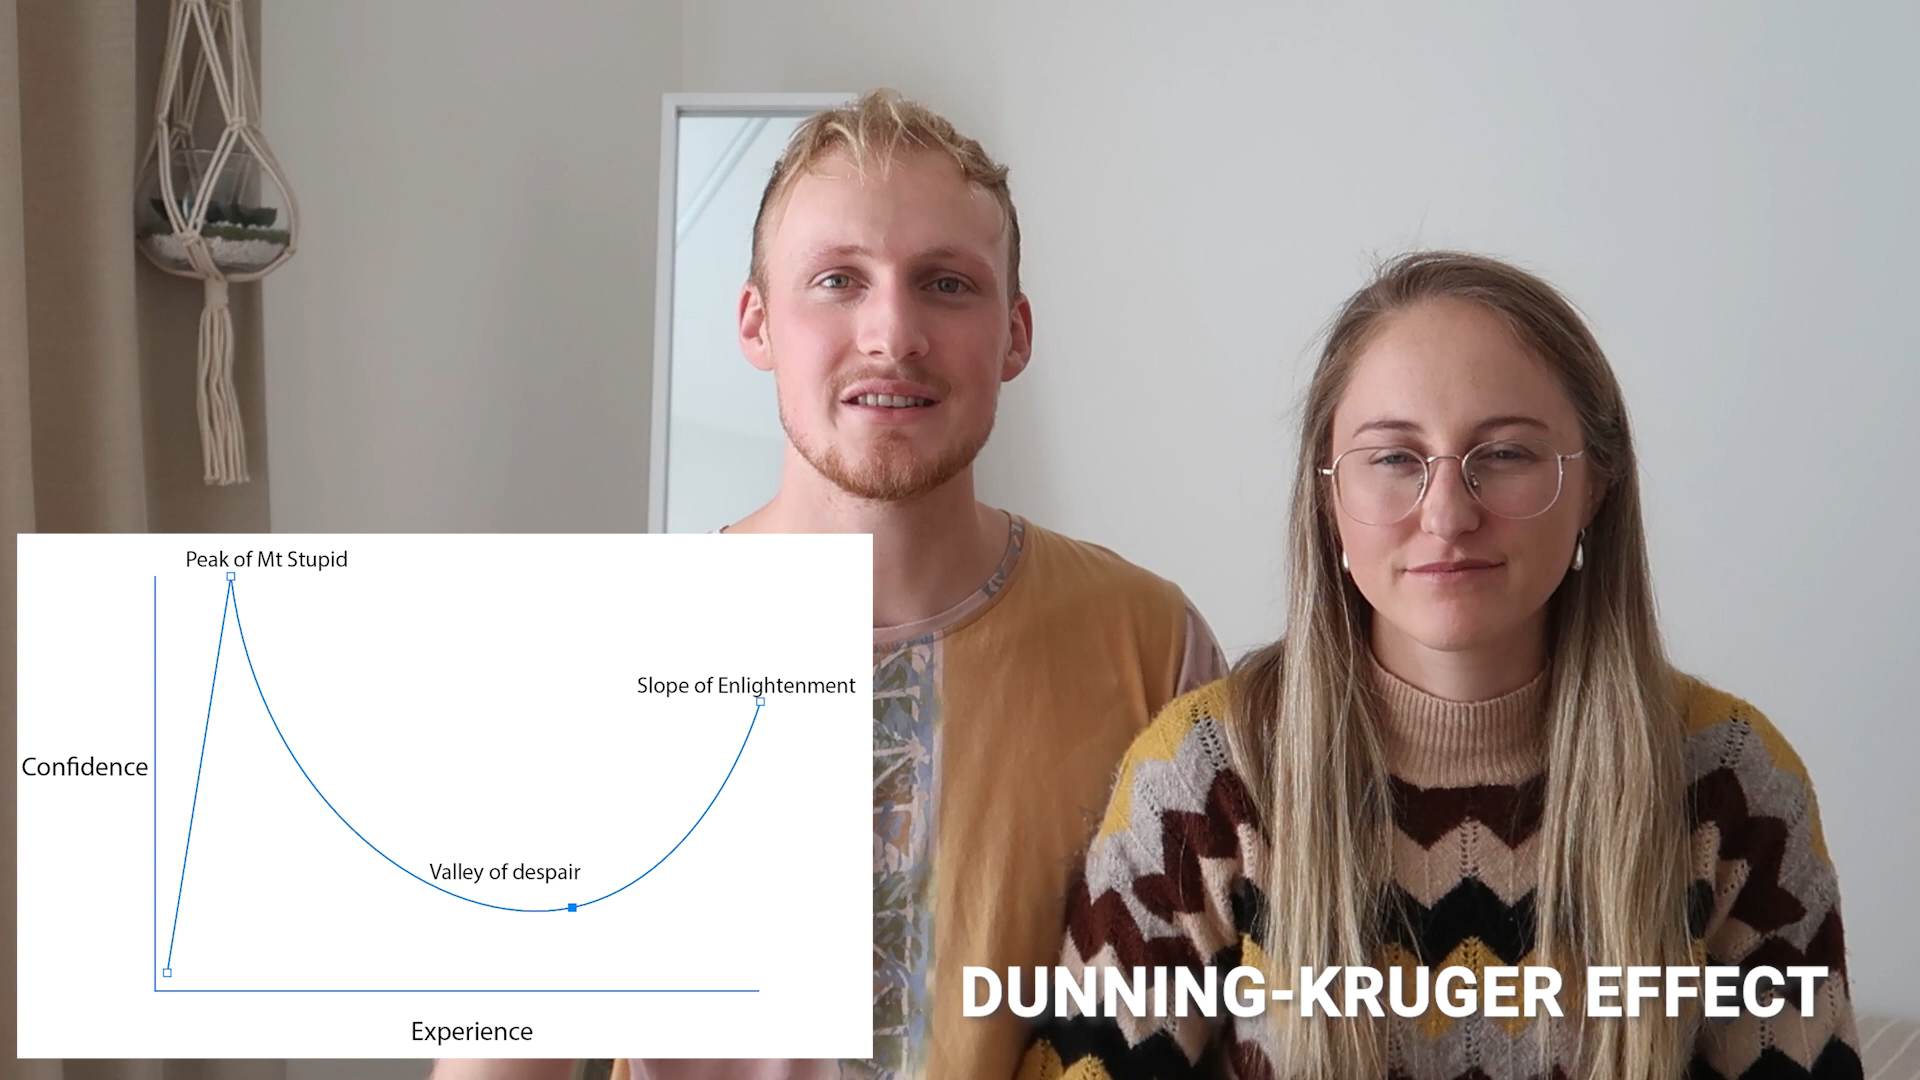 Peak of Mt Stupid
Slope of Enlightenment
Confidence
Valley of despair
Experience
DUNNING-KRUGER EFFECT